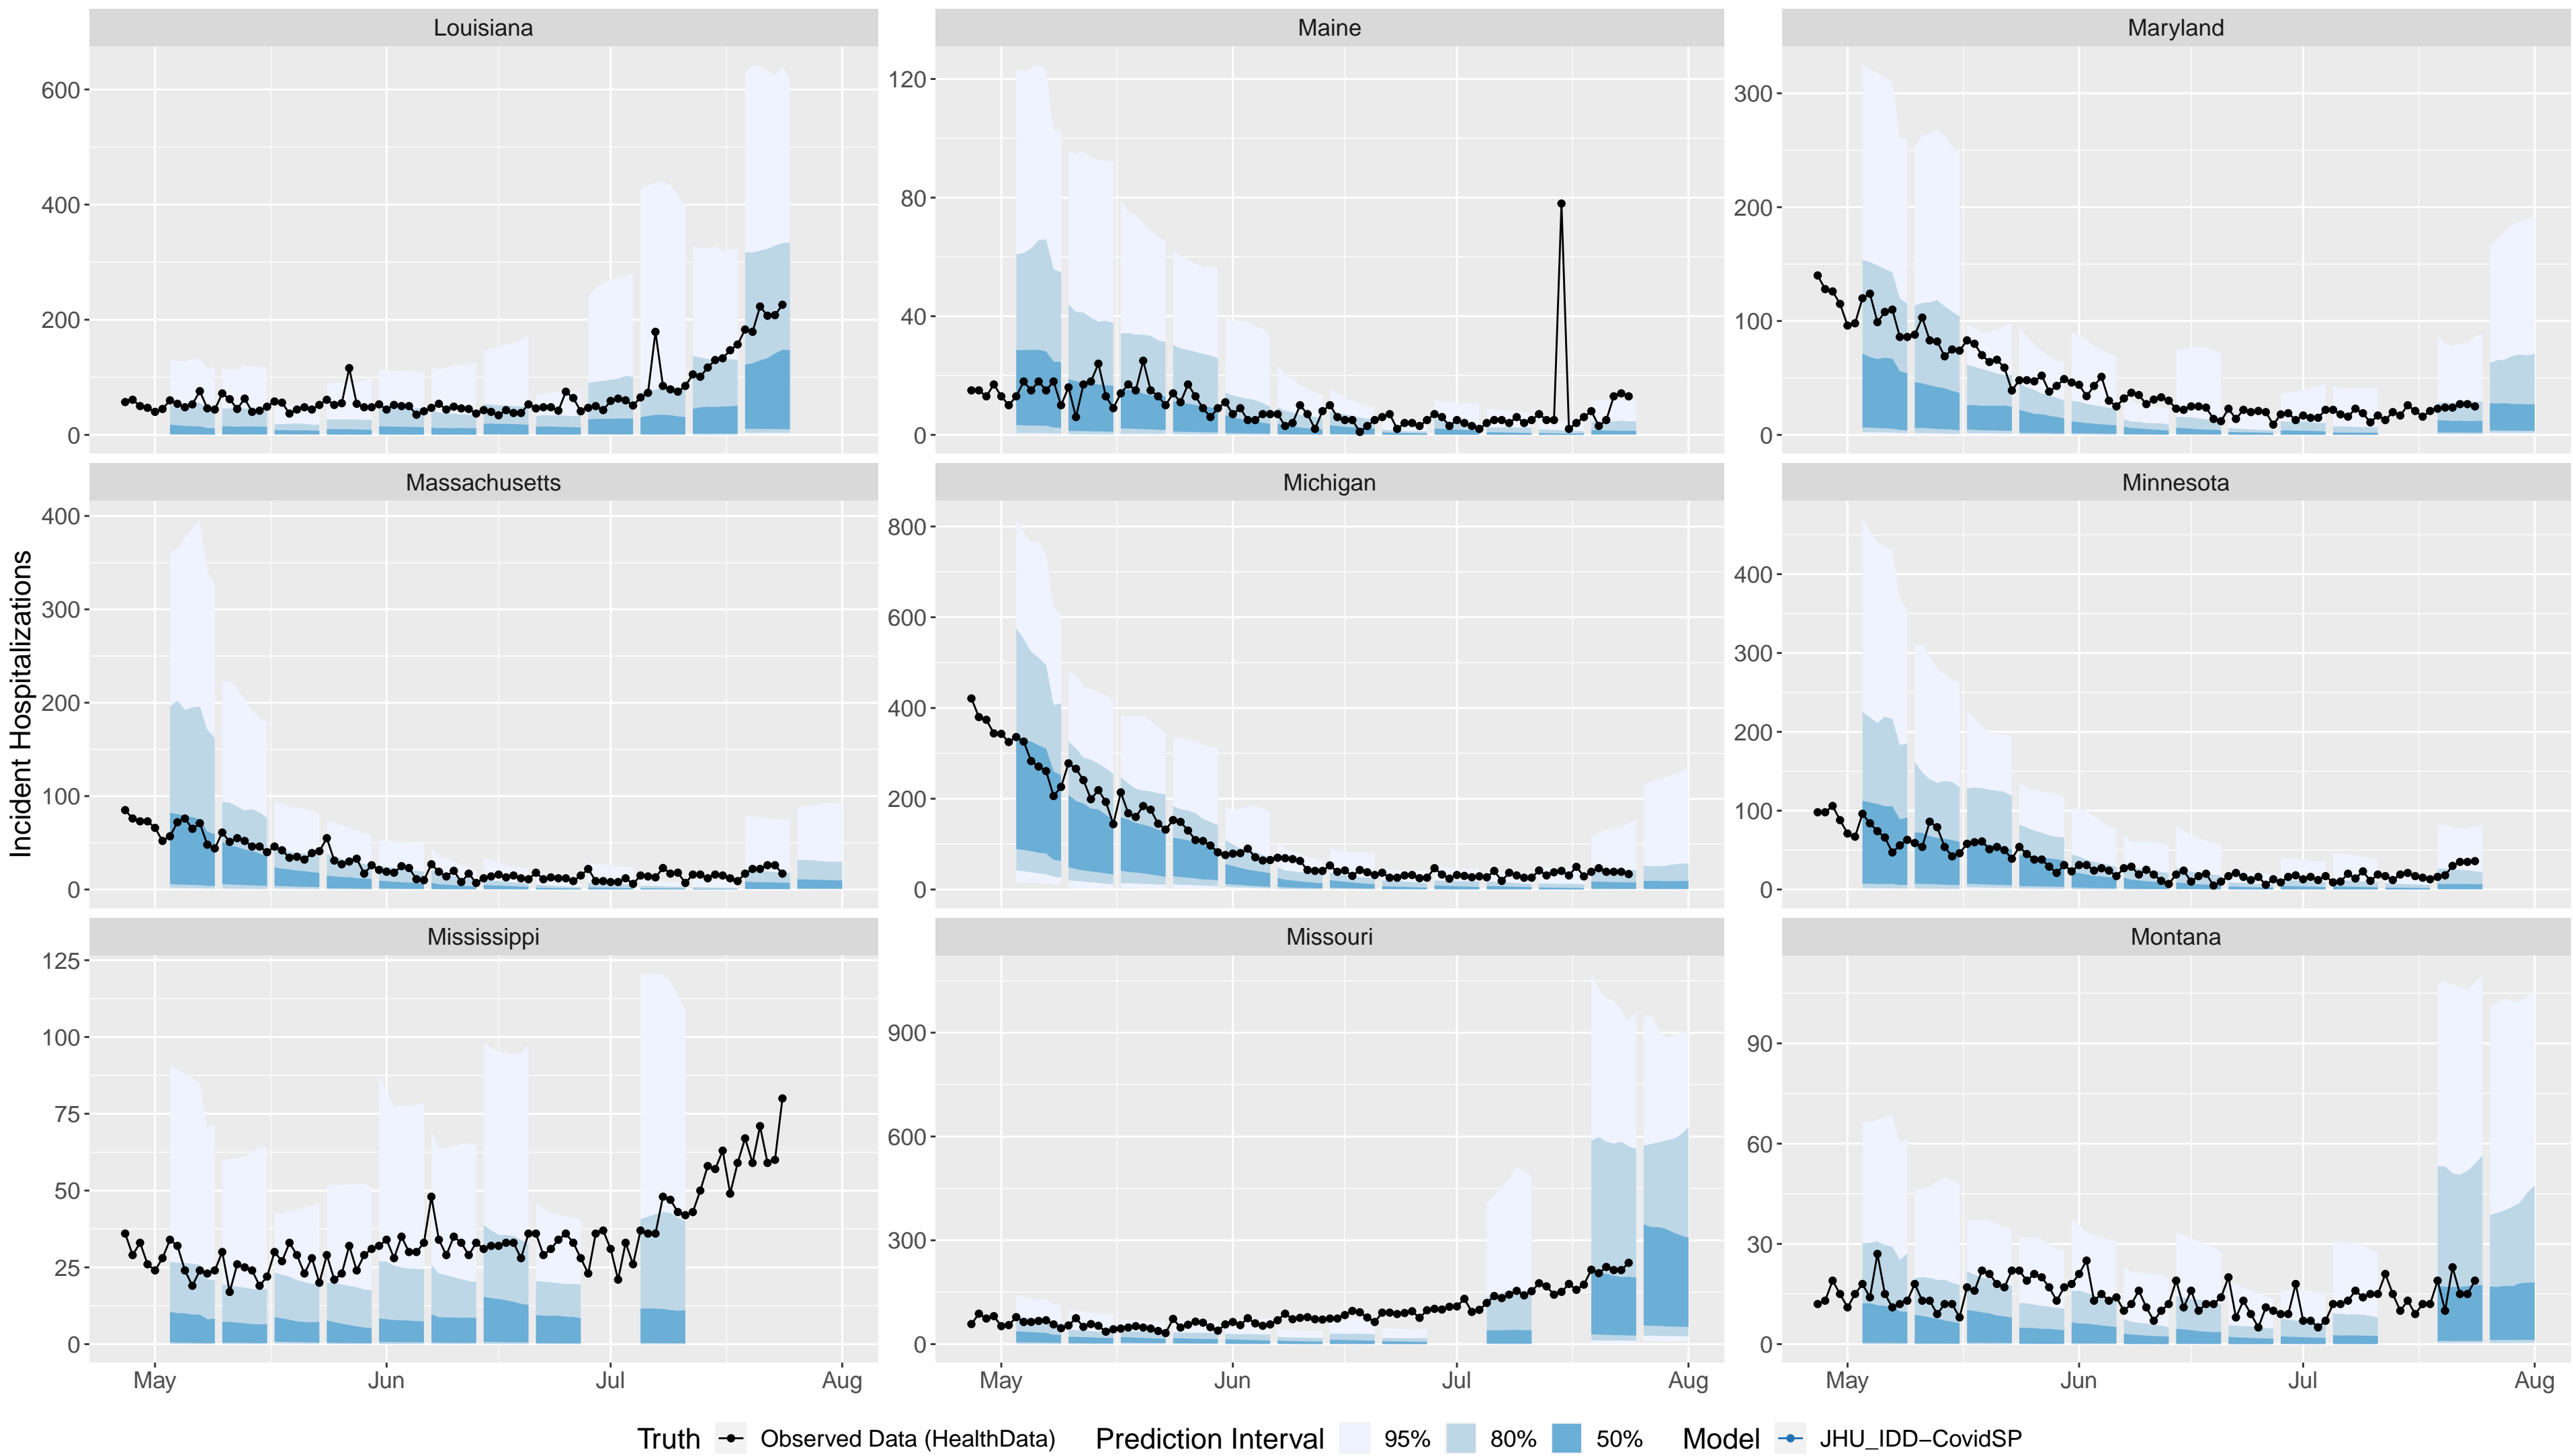 Louisiana Maine Maryland
600 400 200 0
120 80 40 0
300 200 100 0
Incident Hospitalizations
Massachusetts Michigan Minnesota
400 300 200 100 0
800 600 400 200 0
400 300 200 100 0
Mississippi Missouri Montana
125 100 75 50 25 0
900 600 300 0
90 60 30 0
May Jun Jul Aug May Jun Jul Aug May Jun Jul Aug
Truth Observed Data (HealthData) Prediction Interval 95% 80% 50% Model JHU_IDD−CovidSP